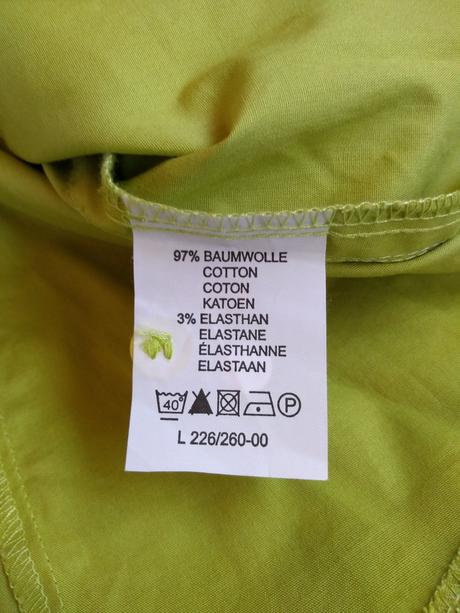 97% BAUMWOLLE
COTTON
COTON
KATOEN
3% ELASTHAN
ELASTANE
ÉLASTHANNE
ELASTAAN
40° P
L 226/260-00